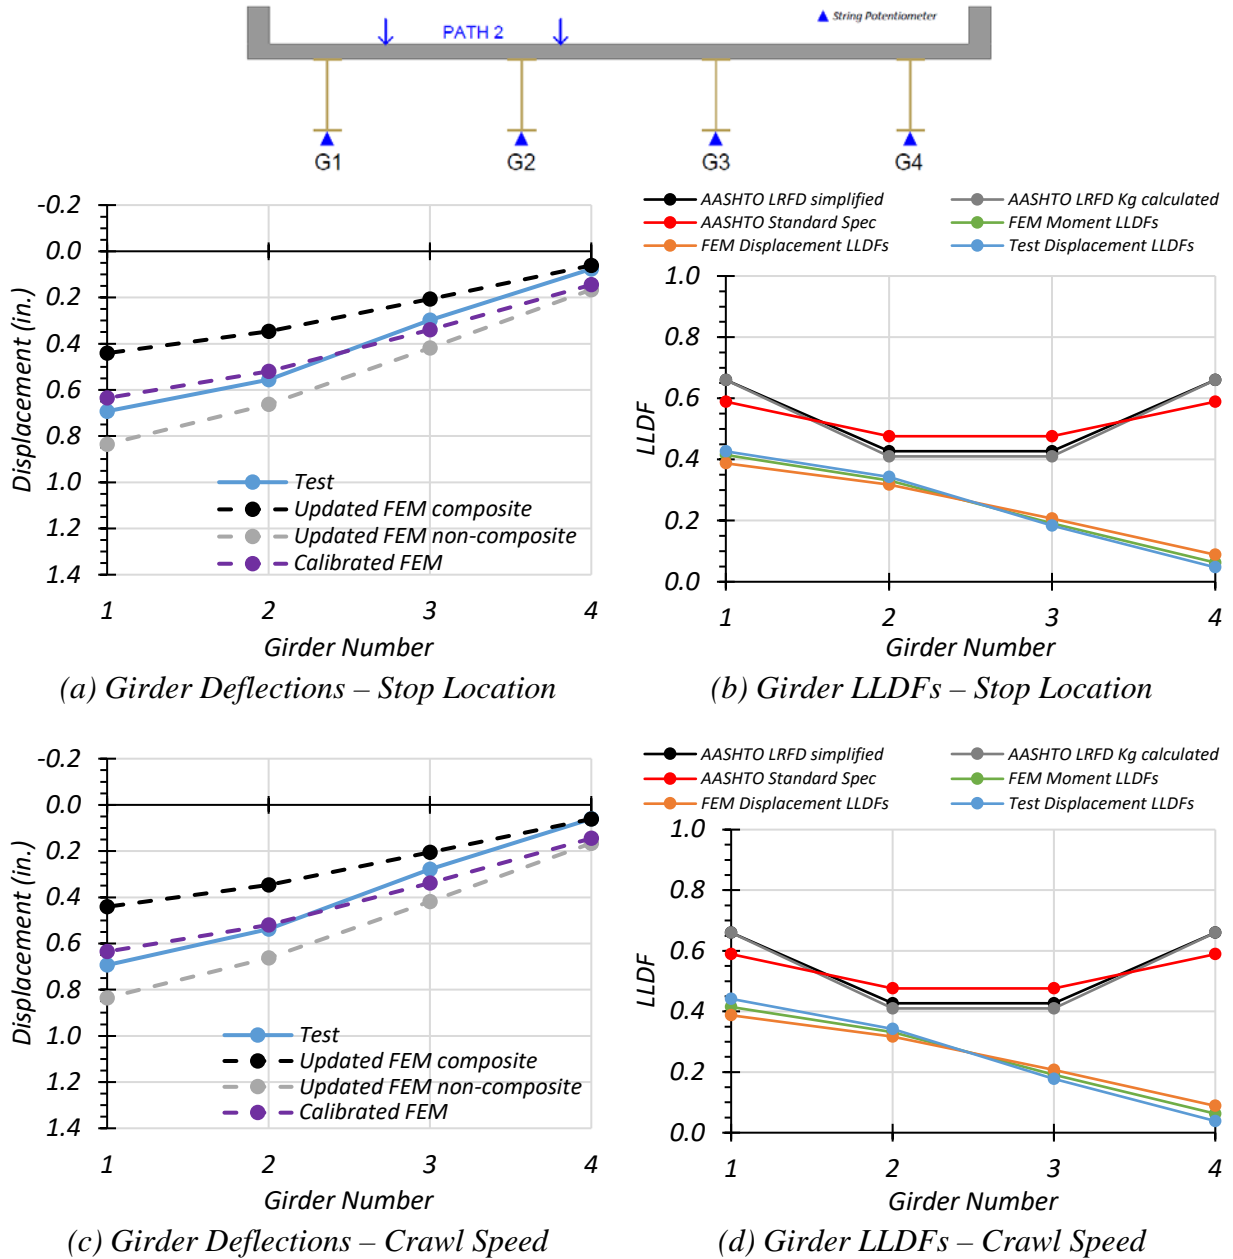 String Potentiometer
PATH 2
G1 G2 G3 G4
-0.2
0.0
0.2
0.4
0.6
0.8
1.0
1.2
1.4
Displacement (in.)
Test
Updated FEM composite
Updated FEM non-composite
Calibrated FEM
1 2 3 4
Girder Number
(a) Girder Deflections – Stop Location
AASHTO LRFD simplified AASHTO LRFD Kg calculated
AASHTO Standard Spec FEM Moment LLDFs
FEM Displacement LLDFs Test Displacement LLDFs
1.0
0.8
0.6
0.4
0.2
0.0
LLDF
1 2 3 4
Girder Number
(b) Girder LLDFs – Stop Location
-0.2
0.0
0.2
0.4
0.6
0.8
1.0
1.2
1.4
Displacement (in.)
Test
Updated FEM composite
Updated FEM non-composite
Calibrated FEM
1 2 3 4
Girder Number
(c) Girder Deflections – Crawl Speed
AASHTO LRFD simplified AASHTO LRFD Kg calculated
AASHTO Standard Spec FEM Moment LLDFs
FEM Displacement LLDFs Test Displacement LLDFs
1.0
0.8
0.6
0.4
0.2
0.0
LLDF
1 2 3 4
Girder Number
(d) Girder LLDFs – Crawl Speed